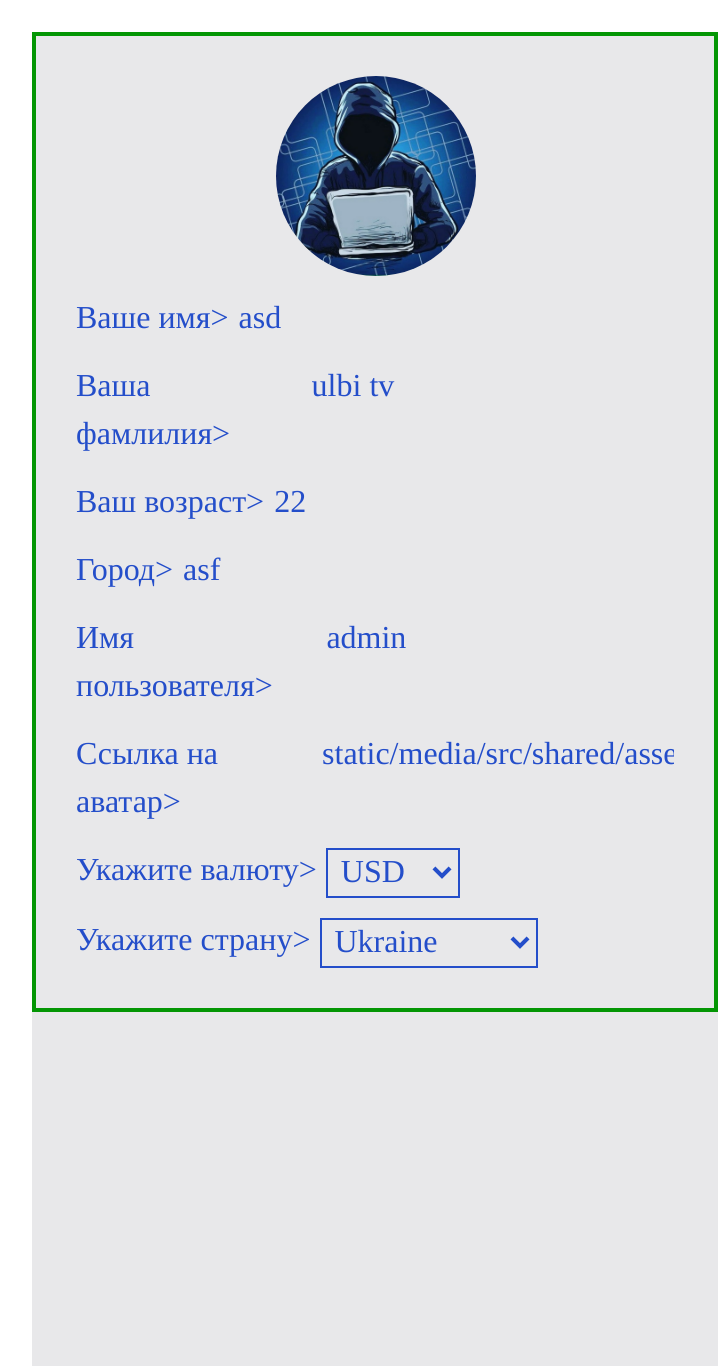 Ваше имя> asd
Ваша ulbi tv
фамлилия>
Ваш возраст> 22
Город> asf
Имя admin
пользователя>
Ссылка на static/media/src/shared/asse
аватар>
Укажите валюту> USD
Укажите страну> Ukraine